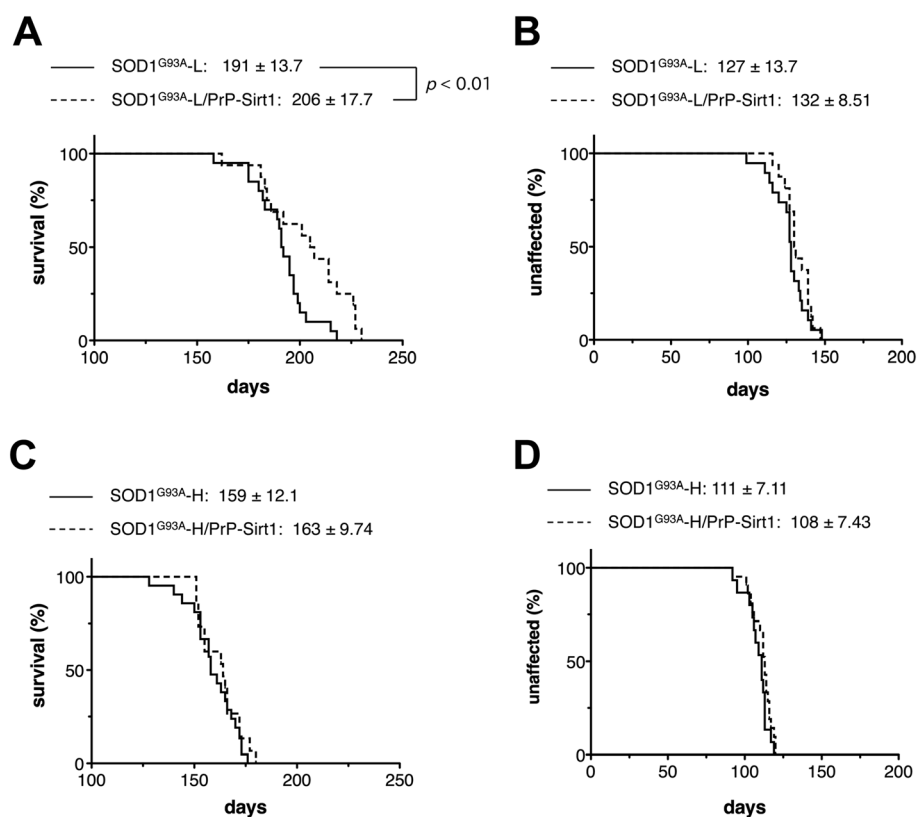 A
SOD1G93A-L: 191 ± 13.7
SOD1G93A-L/PrP-Sirt1: 206 ± 17.7
p < 0.01
survival (%)
100
50
0
100 150 200 250
days
B
SOD1G93A-L: 127 ± 13.7
SOD1G93A-L/PrP-Sirt1: 132 ± 8.51
unaffected (%)
100
50
0
0 50 100 150 200
days
C
SOD1G93A-H: 159 ± 12.1
SOD1G93A-H/PrP-Sirt1: 163 ± 9.74
survival (%)
100
50
0
100 150 200 250
days
D
SOD1G93A-H: 111 ± 7.11
SOD1G93A-H/PrP-Sirt1: 108 ± 7.43
unaffected (%)
100
50
0
0 50 100 150 200
days